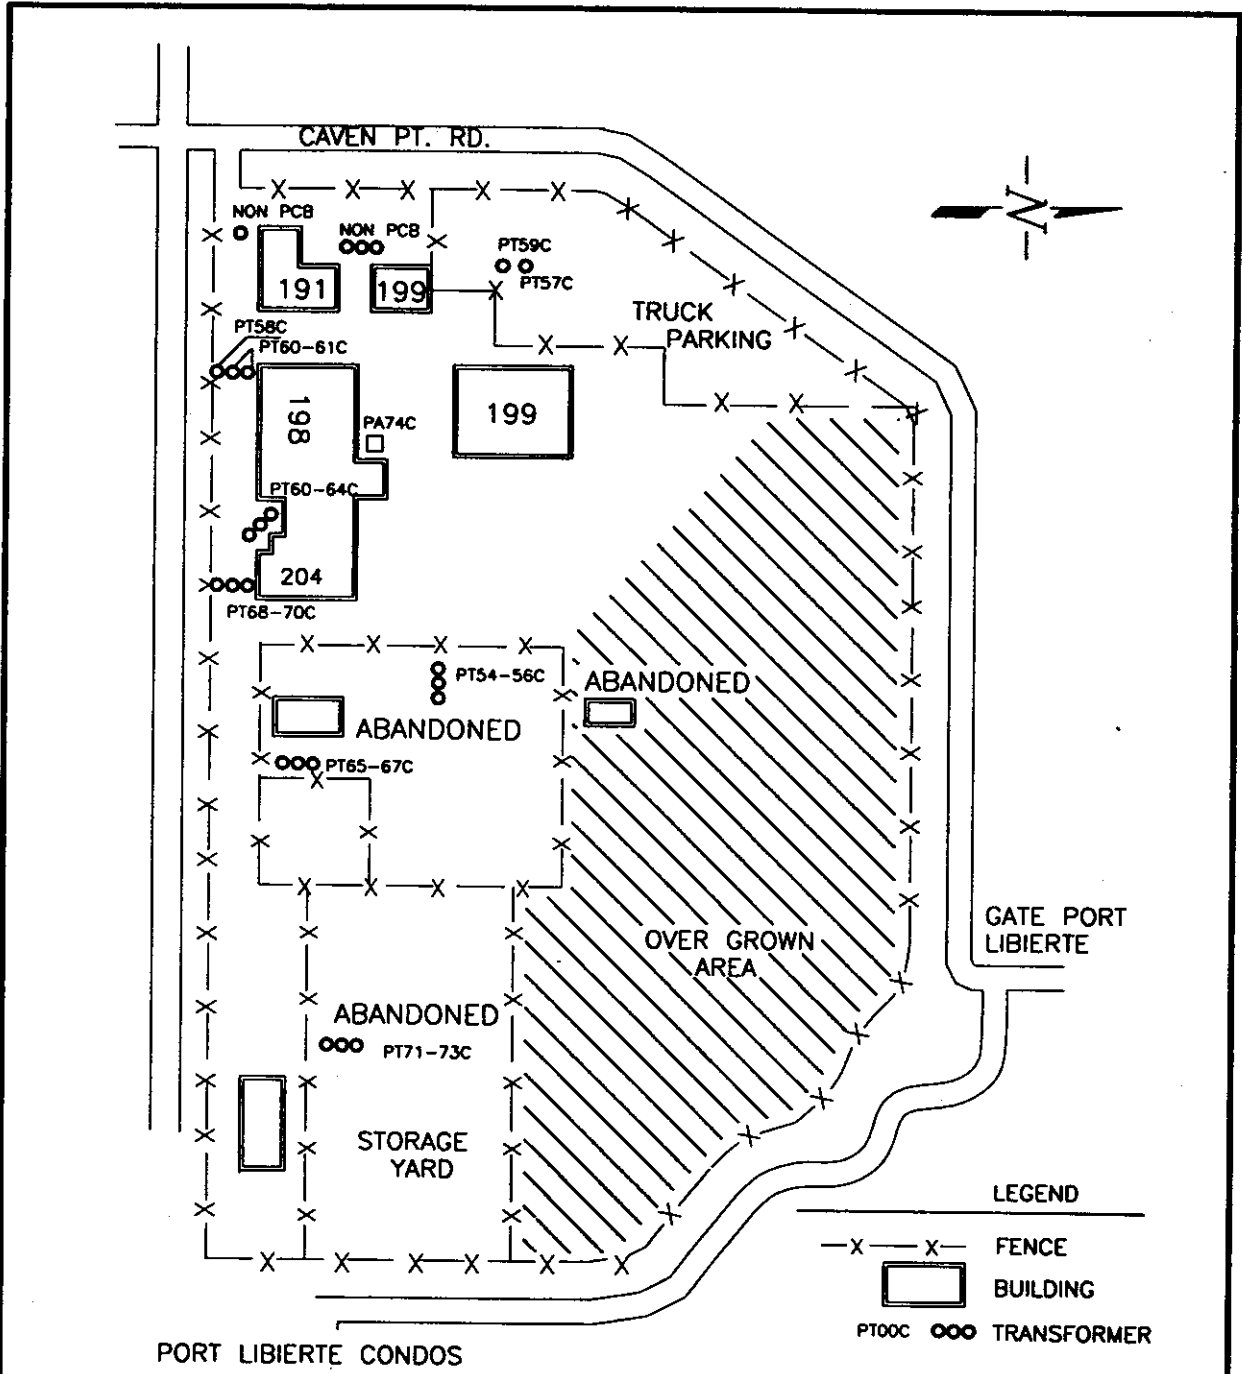 CAVEN PT. RD.
N
NON PCB
NON PCB
PT59C
PT57C
191
199
TRUCK
PARKING
PT58C
PT60-61C
198
PA74C
199
PT60-64C
204
PT68-70C
PT54-56C
ABANDONED
ABANDONED
PT65-67C
GATE PORT
LIBIERTE
OVER GROWN
AREA
ABANDONED
PT71-73C
STORAGE
YARD
LEGEND
X X FENCE
BUILDING
PT00C TRANSFORMER
PORT LIBIERTE CONDOS